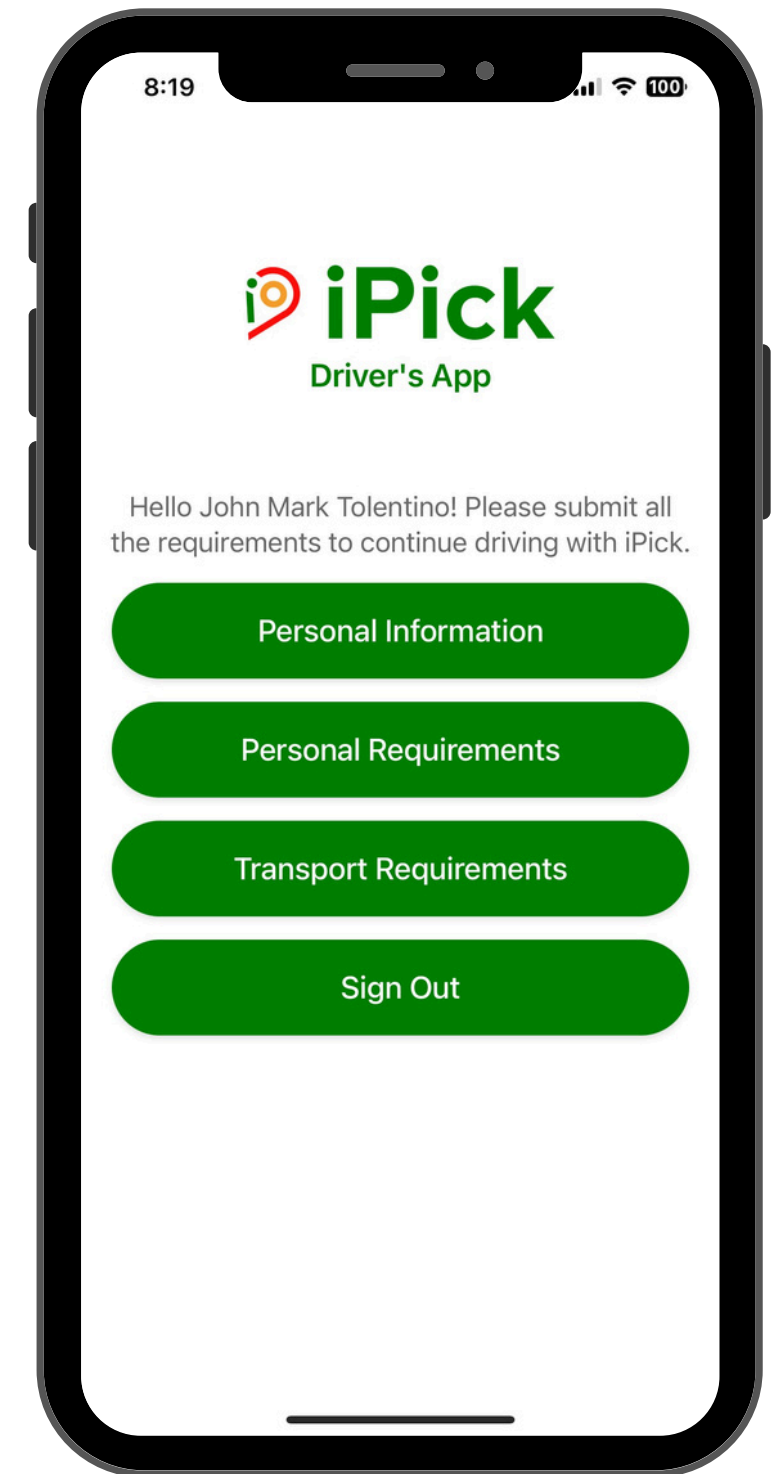 8:19
100
iPick
Driver's App
Hello John Mark Tolentino! Please submit all
the requirements to continue driving with iPick.
Personal Information
Personal Requirements
Transport Requirements
Sign Out